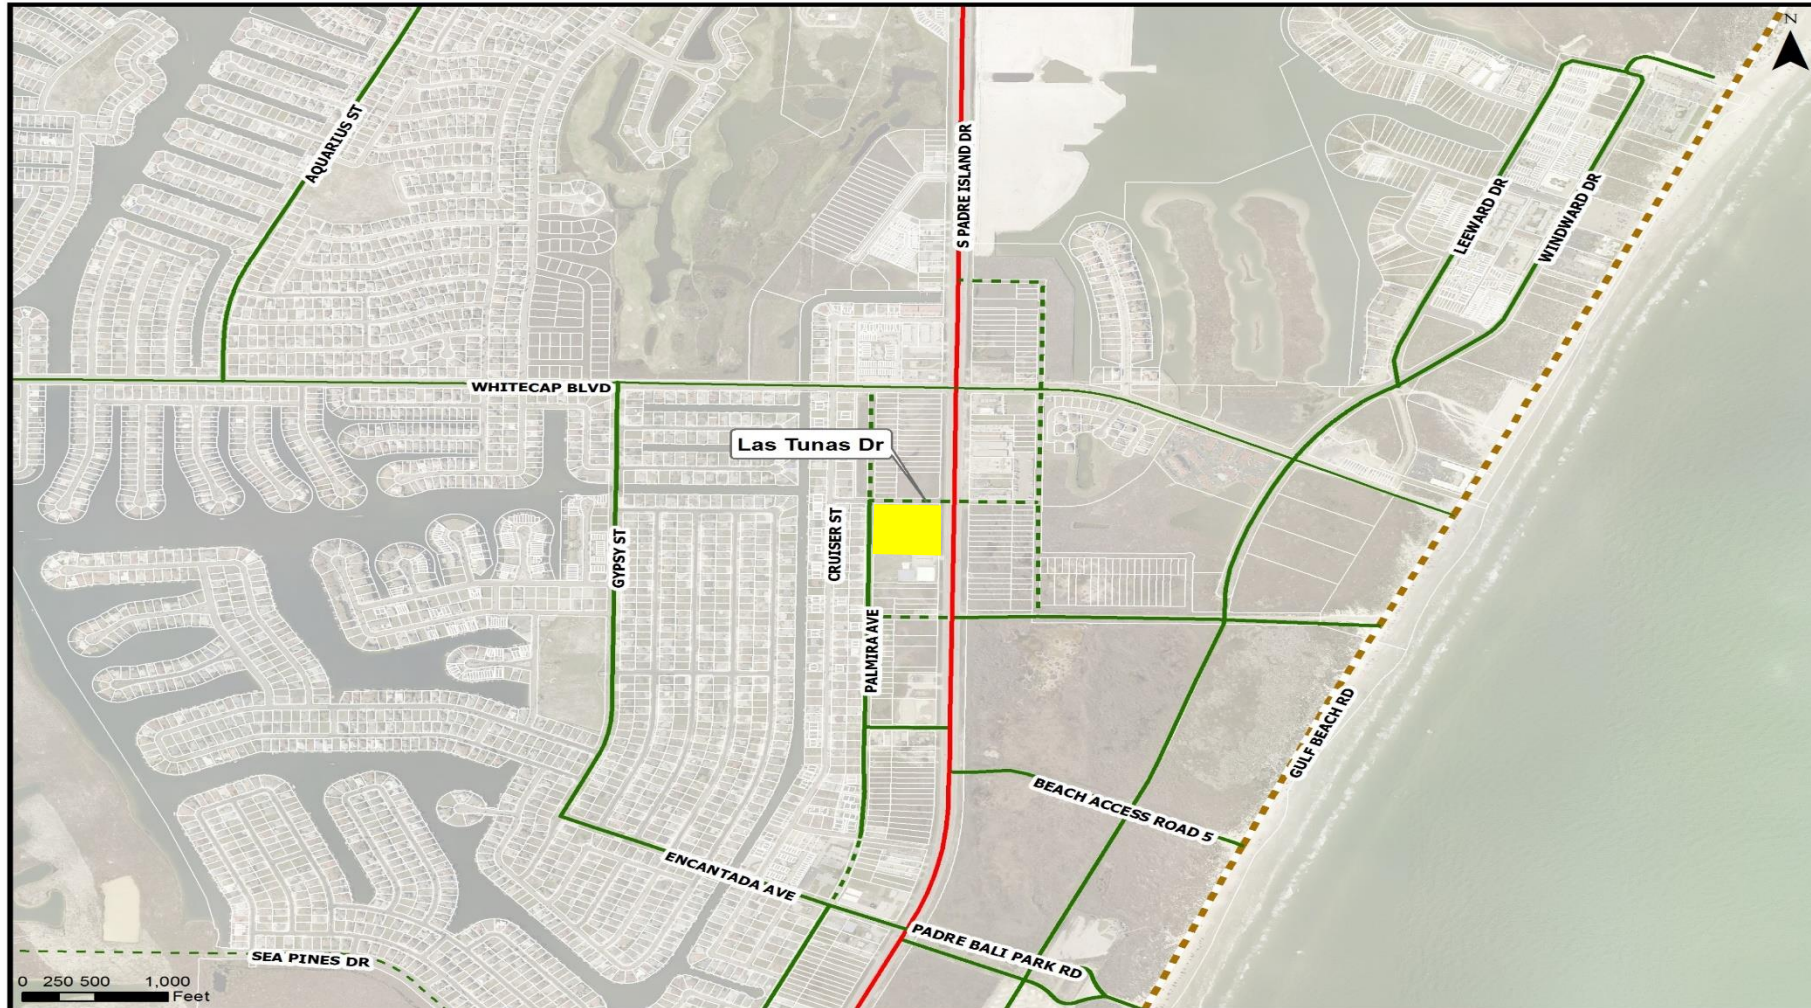 N
AQUARIUS ST
S PADRE ISLAND DR
LEEWARD DR
WINDWARD DR
WHITECAP BLVD
Las Tunas Dr
GYPSY ST
CRUISER ST
PALMIRA AVE
GULF BEACH RD
BEACH ACCESS ROAD 5
ENCANTADA AVE
PADRE BALI PARK RD
SEA PINES DR
0 250 500 1,000
Feet